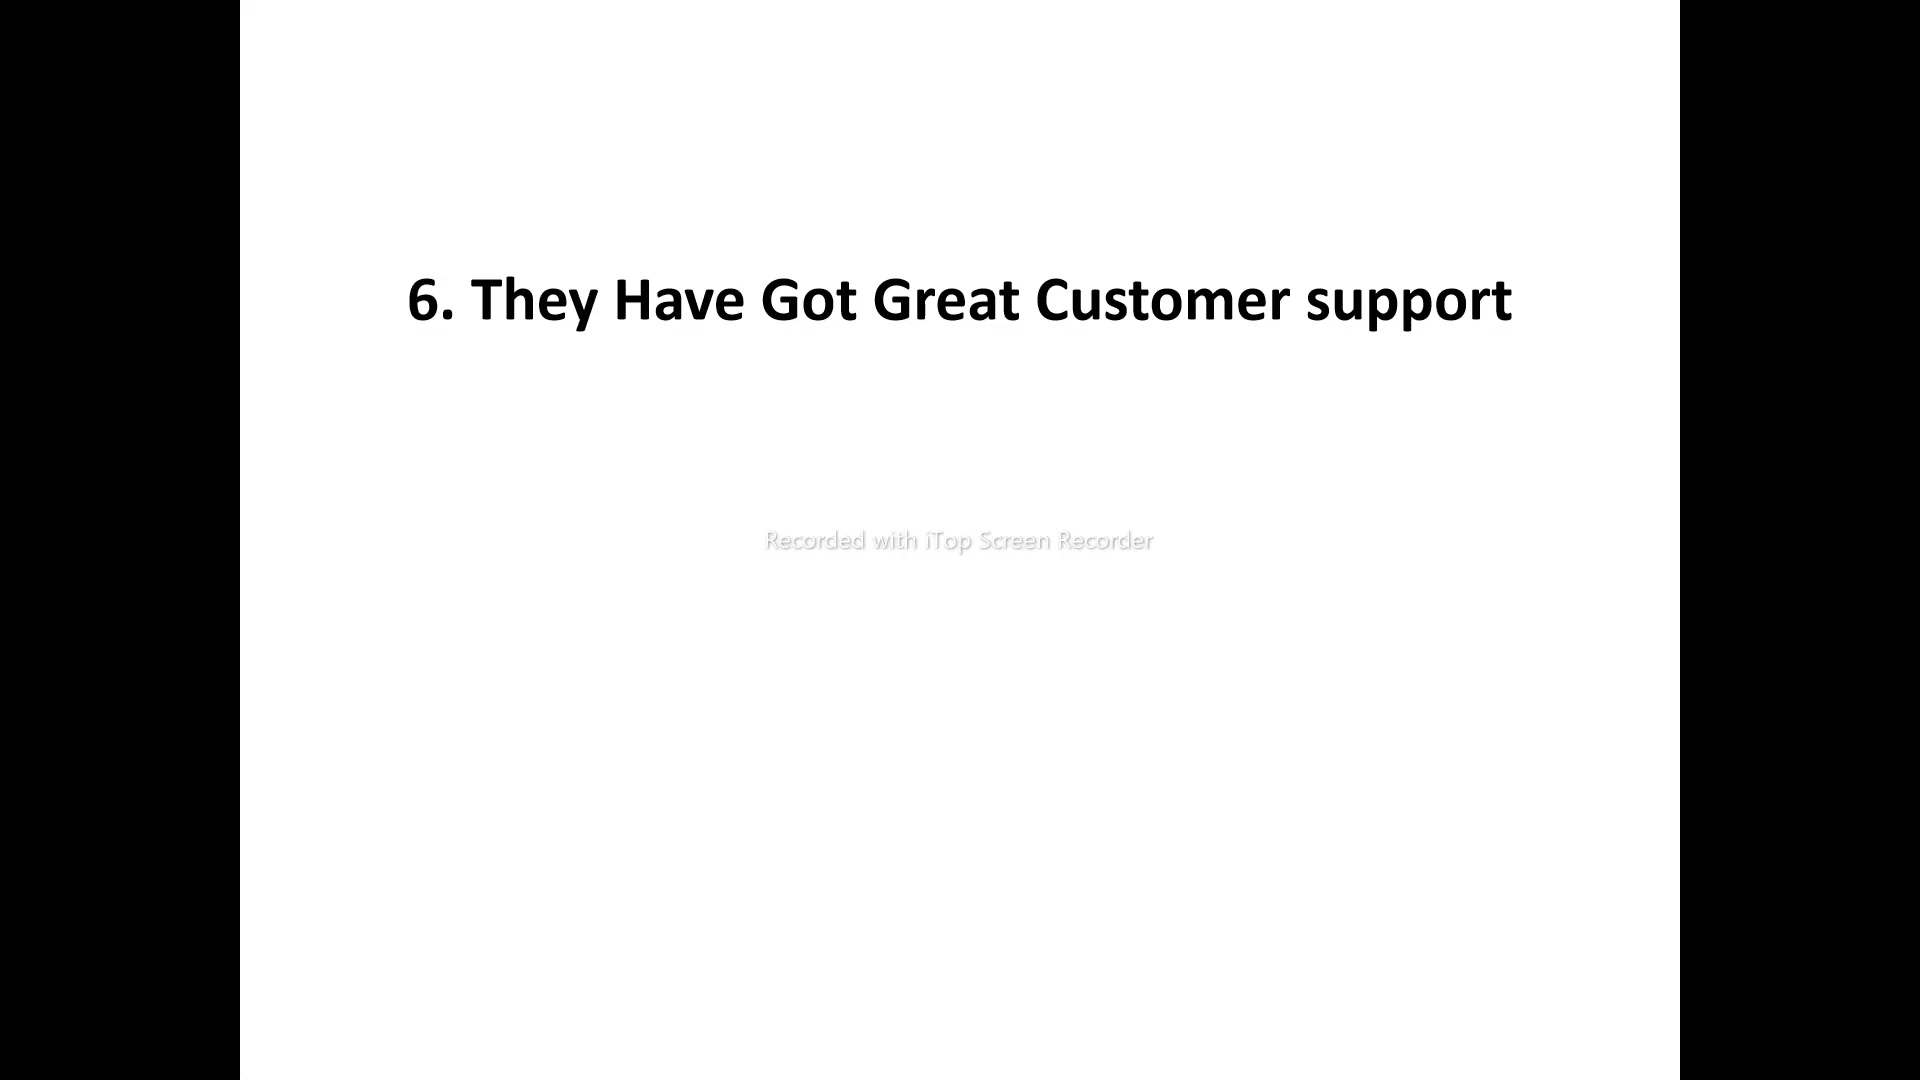 6. They Have Got Great Customer support
Recorded with iTop Screen Recorder